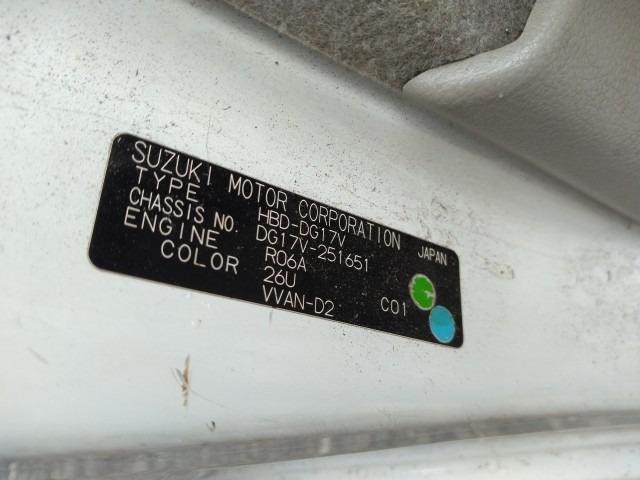 SUZUKI MOTOR CORPORATION JAPAN
TYPE HBD-DG17V
CHASSIS NO. DG17V-251651
ENGINE R06A
COLOR 26U
VVAN-D2 C01